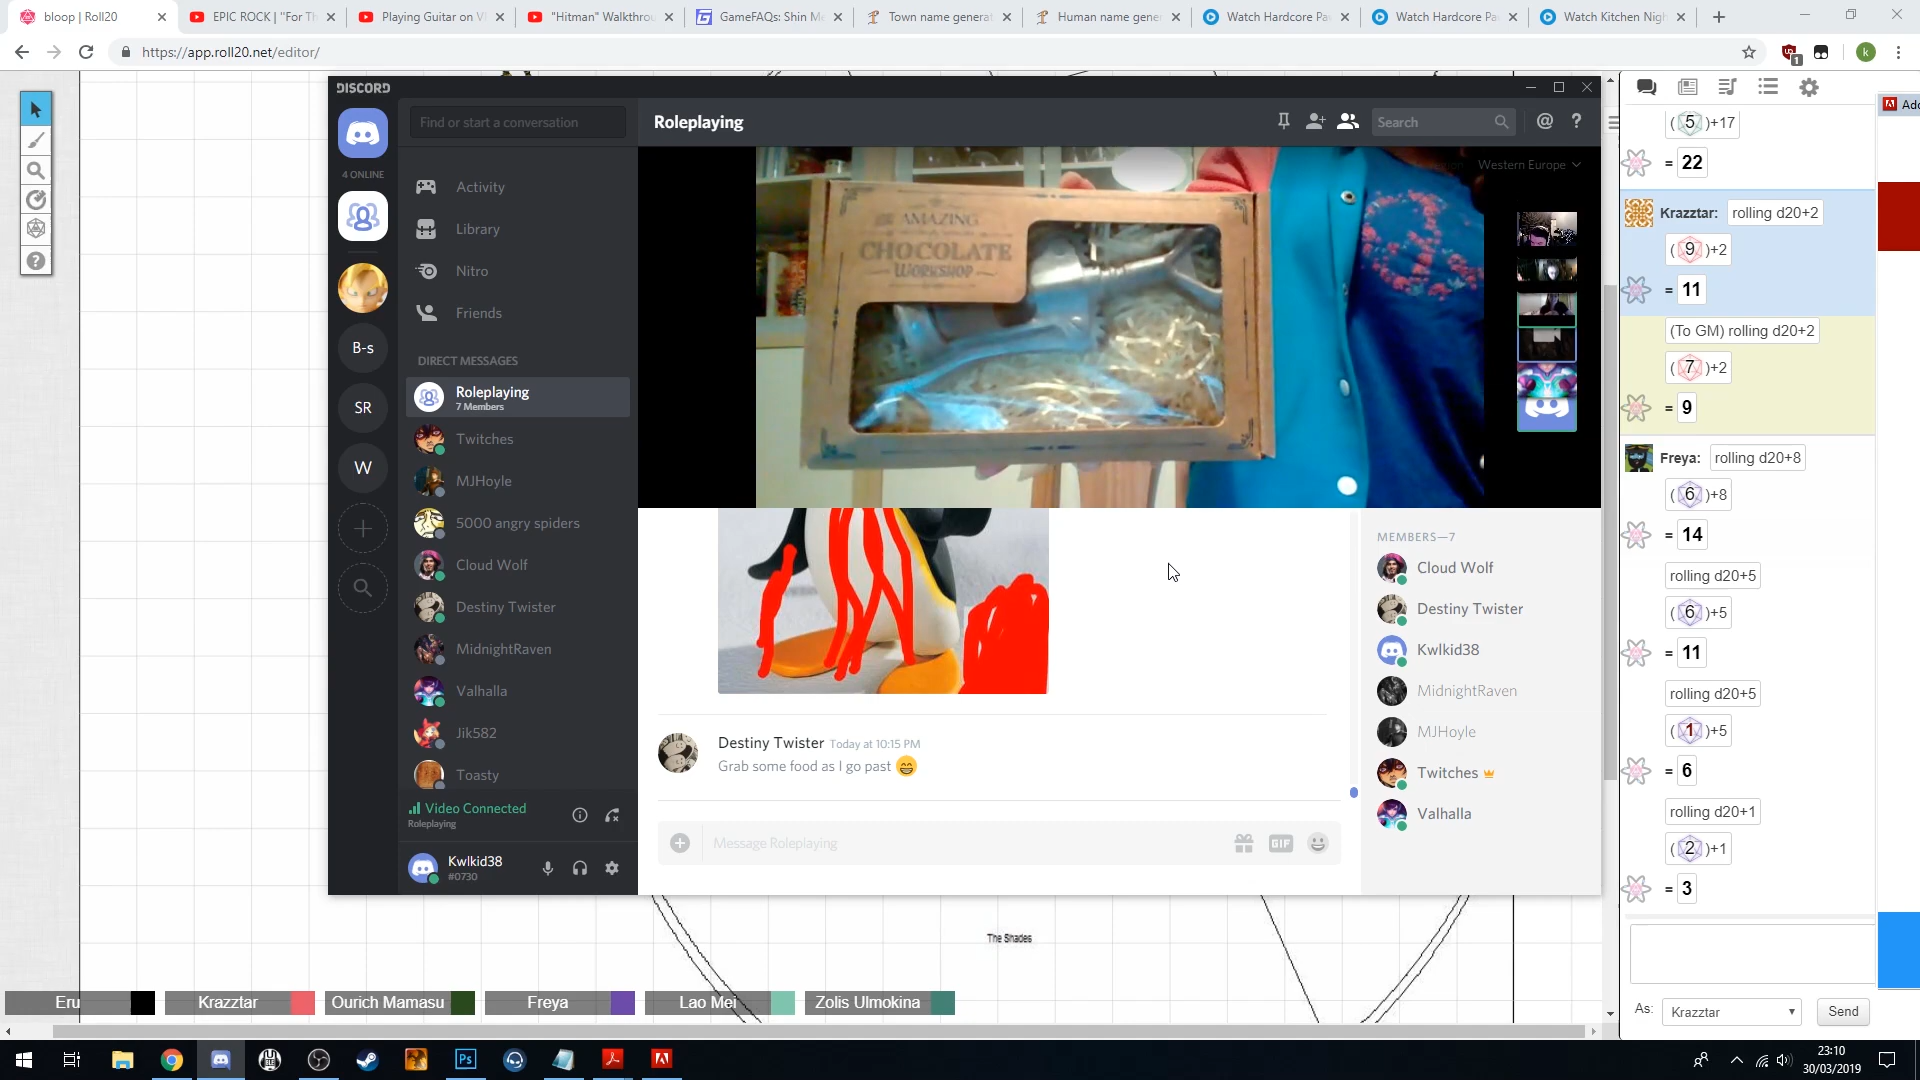 bloop | Roll20
EPIC ROCK | "For Th
Playing Guitar on V
"Hitman" Walkthrou
GameFAQs: Shin M
Town name generat
Human name gener
Watch Hardcore Pa
Watch Hardcore Pa
Watch Kitchen Nigh
https://app.roll20.net/editor/
1
k
DISCORD
Find or start a conversation
Roleplaying
Search
4 ONLINE
Activity
Library
Nitro
Friends
DIRECT MESSAGES
B-s
SR
W
Roleplaying
7 Members
Twitches
MJHoyle
5000 angry spiders
Cloud Wolf
Destiny Twister
MidnightRaven
Valhalla
Jik582
Toasty
Video Connected
Roleplaying
Kwlkid38
#0730
Western Europe
THE AMAZING
CHOCOLATE
WORKSHOP
Destiny Twister Today at 10:15 PM
Grab some food as I go past
Message Roleplaying
GIF
MEMBERS—7
Cloud Wolf
Destiny Twister
Kwlkid38
MidnightRaven
MJHoyle
Twitches
Valhalla
Ado
(5)+17
= 22
Krazztar: rolling d20+2
(9)+2
= 11
(To GM) rolling d20+2
(7)+2
= 9
Freya: rolling d20+8
(6)+8
= 14
rolling d20+5
(6)+5
= 11
rolling d20+5
(1)+5
= 6
rolling d20+1
(2)+1
= 3
As: Krazztar
Send
The Shades
Eru
Krazztar
Ourich Mamasu
Freya
Lao Mei
Zolis Ulmokina
Ps
23:10
30/03/2019